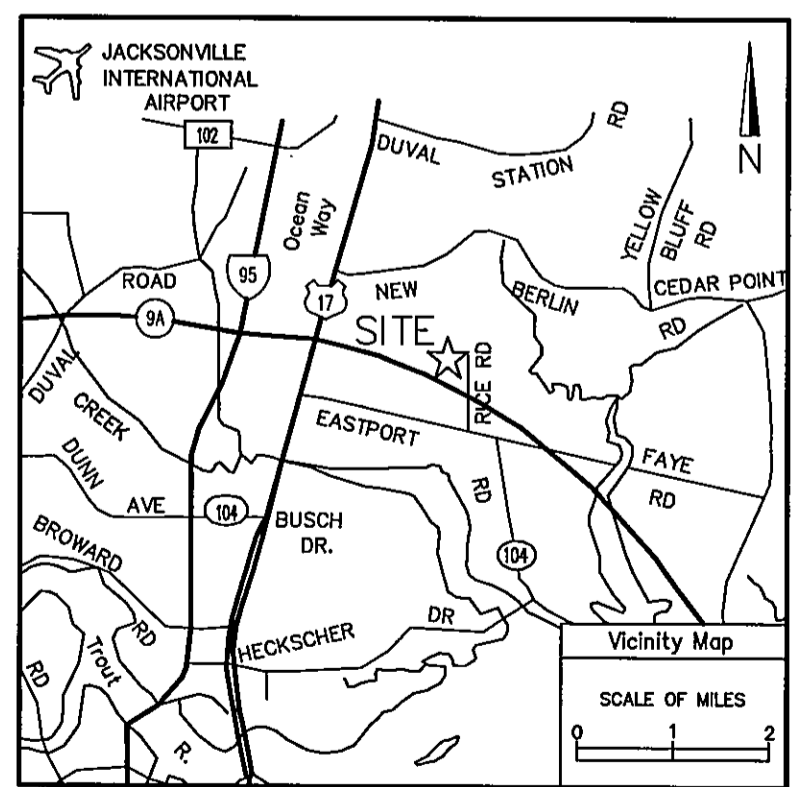 JACKSONVILLE
INTERNATIONAL
AIRPORT
102
DUVAL
STATION
RD
N
Ocean
Way
YELLOW
BLUFF
RD
ROAD
95
17
NEW
BERLIN
CEDAR POINT
RD
9A
SITE
RICE RD
DUVAL
CREEK
EASTPORT
RD
FAYE
RD
DUNN
AVE
104
BUSCH
DR.
104
BROWARD
RD
HECKSCHER
DR
Trout
R.
RD
Vicinity Map
SCALE OF MILES
0 1 2